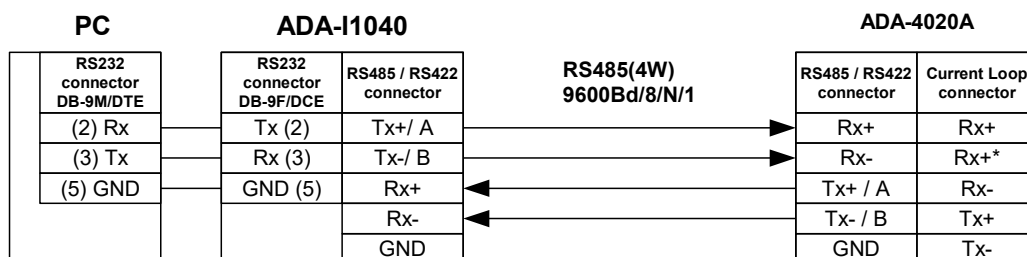 PC
ADA-I1040
ADA-4020A
RS232
connector
DB-9M/DTE
RS232
connector
DB-9F/DCE
RS485 / RS422
connector
RS485(4W)
9600Bd/8/N/1
RS485 / RS422
connector
Current Loop
connector
(2) Rx
Tx (2)
Tx+/ A
Rx+
Rx+
(3) Tx
Rx (3)
Tx-/ B
Rx-
Rx+*
(5) GND
GND (5)
Rx+
Tx+ / A
Rx-
Rx-
Tx- / B
Tx+
GND
GND
Tx-